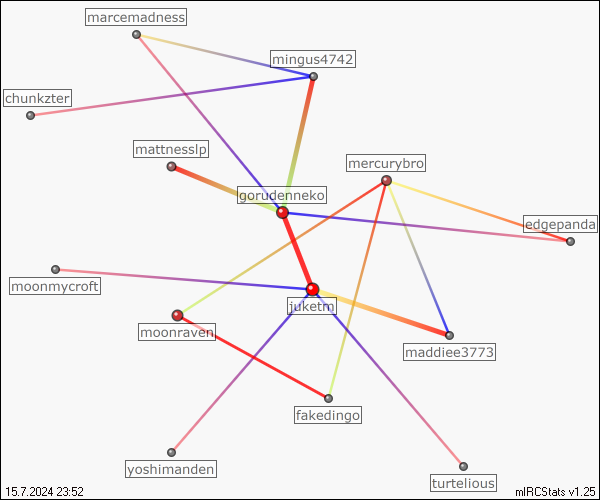 marcemadness
mingus4742
chunkzter
mattnesslp
mercurybro
gorudenneko
edgepanda
moonmycroft
juketm
moonraven
maddiee3773
fakedingo
yoshimanden
turtelious
15.7.2024 23:52
mIRCStats v1.25